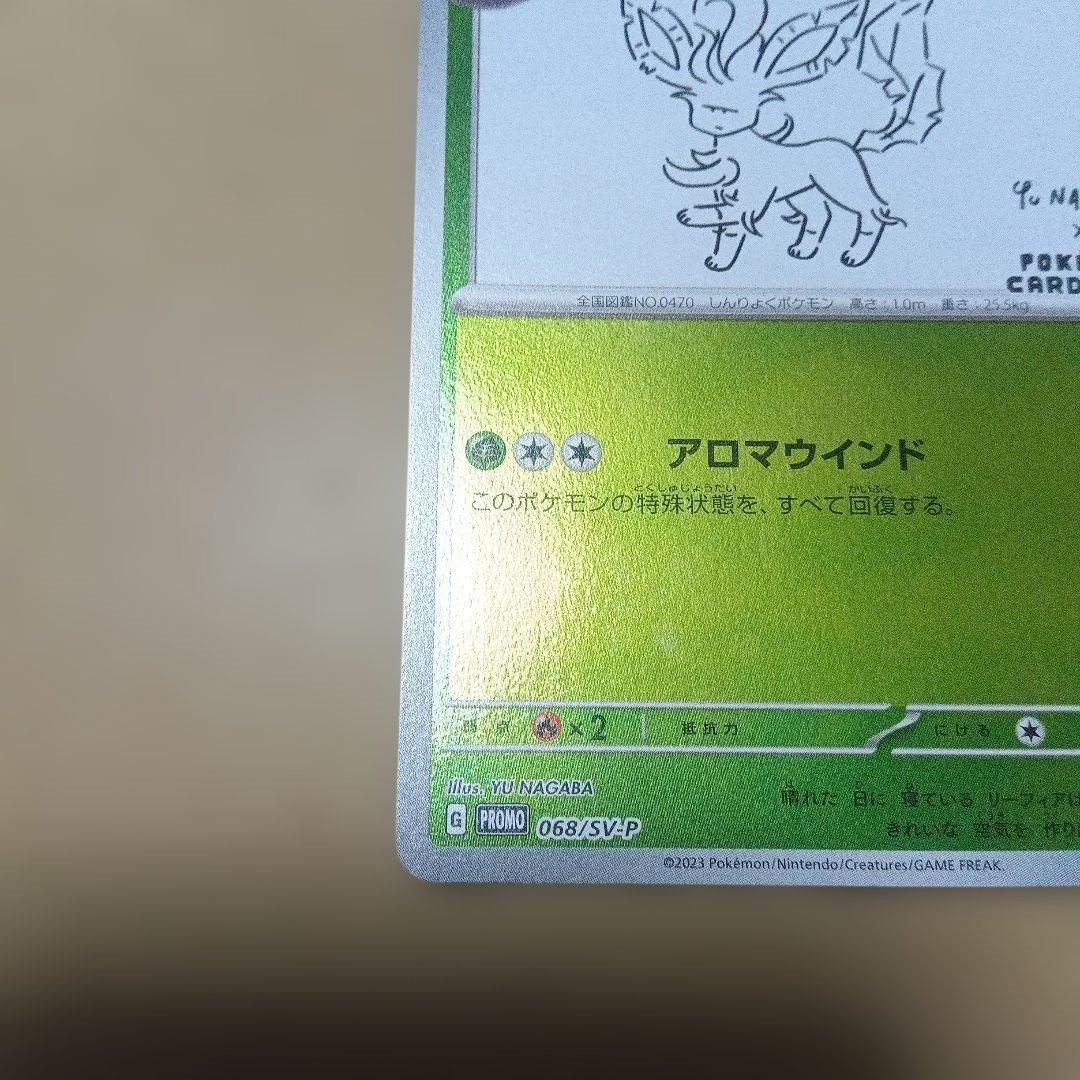 Yu NA
×
POKÉ
CARD
全国図鑑NO.0470 しんりょくポケモン 高さ:1.0m 重さ:25.5kg
アロマウインド
このポケモンの特殊状態を、すべて回復する。
弱点 ×2 抵抗力 にげる
illus. YU NAGABA
晴れた 日に 寝ている リーフィアは
G PROMO 068/SV-P
きれいな 空気を 作り
©2023 Pokémon/Nintendo/Creatures/GAME FREAK.